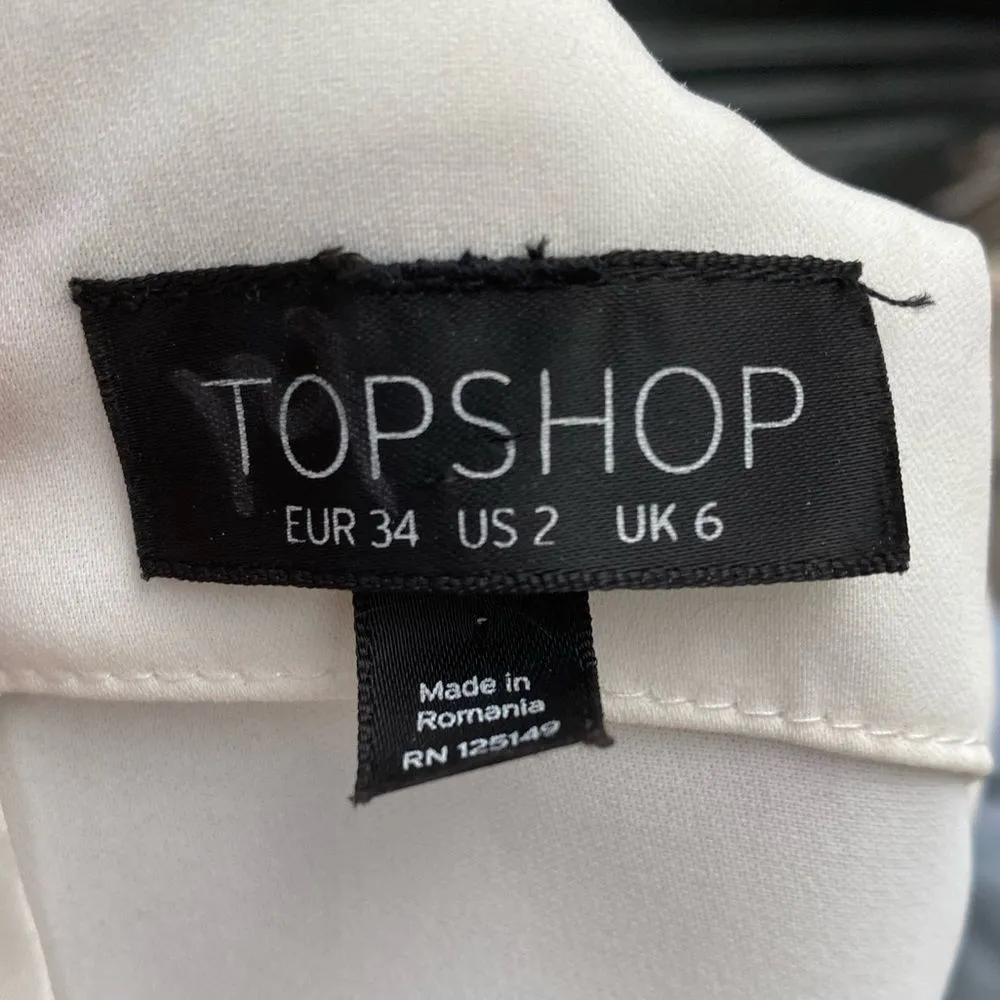 TOPSHOP
EUR 34 US 2 UK 6
Made in
Romania
RN 125149